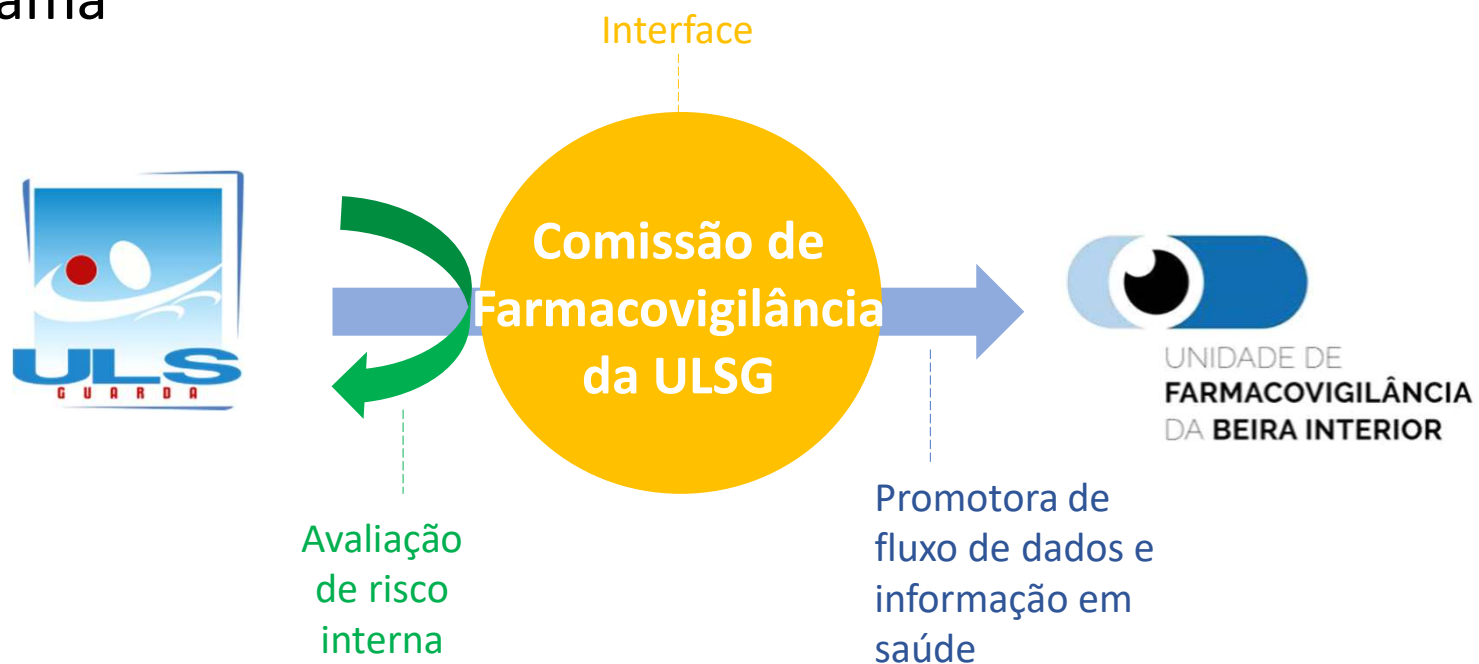 Interface
Comissão de
Farmacovigilância
da ULSG
ULS
GUARDA
UNIDADE DE
FARMACOVIGILÂNCIA
DA BEIRA INTERIOR
Avaliação
de risco
interna
Promotora de
fluxo de dados e
informação em
saúde